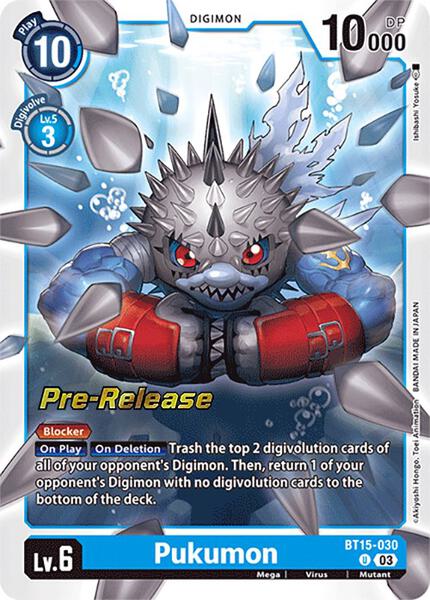 DIGIMON
Play
10
10000
DP
Digivolve
Lv.5
3
Ishibashi Yosuke
Pre-Release
Blocker
On Play On Deletion Trash the top 2 digivolution cards of
all of your opponent's Digimon. Then, return 1 of your
opponent's Digimon with no digivolution cards to the
bottom of the deck.
©Akiyoshi Hongo, Toei Animation BANDAI MADE IN JAPAN
Lv.6
Pukumon
BT15-030
U 03
Mega Virus Mutant